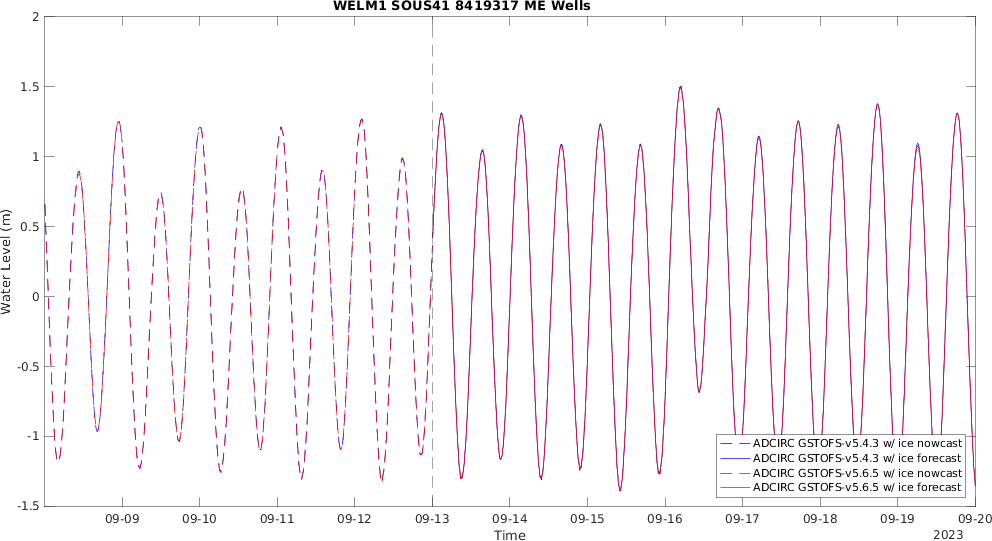 WELM1 SOUS41 8419317 ME Wells
Water Level (m)
2
1.5
1
0.5
0
-0.5
-1
-1.5
ADCIRC GSTOFS-v5.4.3 w/ ice nowcast
ADCIRC GSTOFS-v5.4.3 w/ ice forecast
ADCIRC GSTOFS-v5.6.5 w/ ice nowcast
ADCIRC GSTOFS-v5.6.5 w/ ice forecast
09-09 09-10 09-11 09-12 09-13 09-14 09-15 09-16 09-17 09-18 09-19 09-20
Time
2023